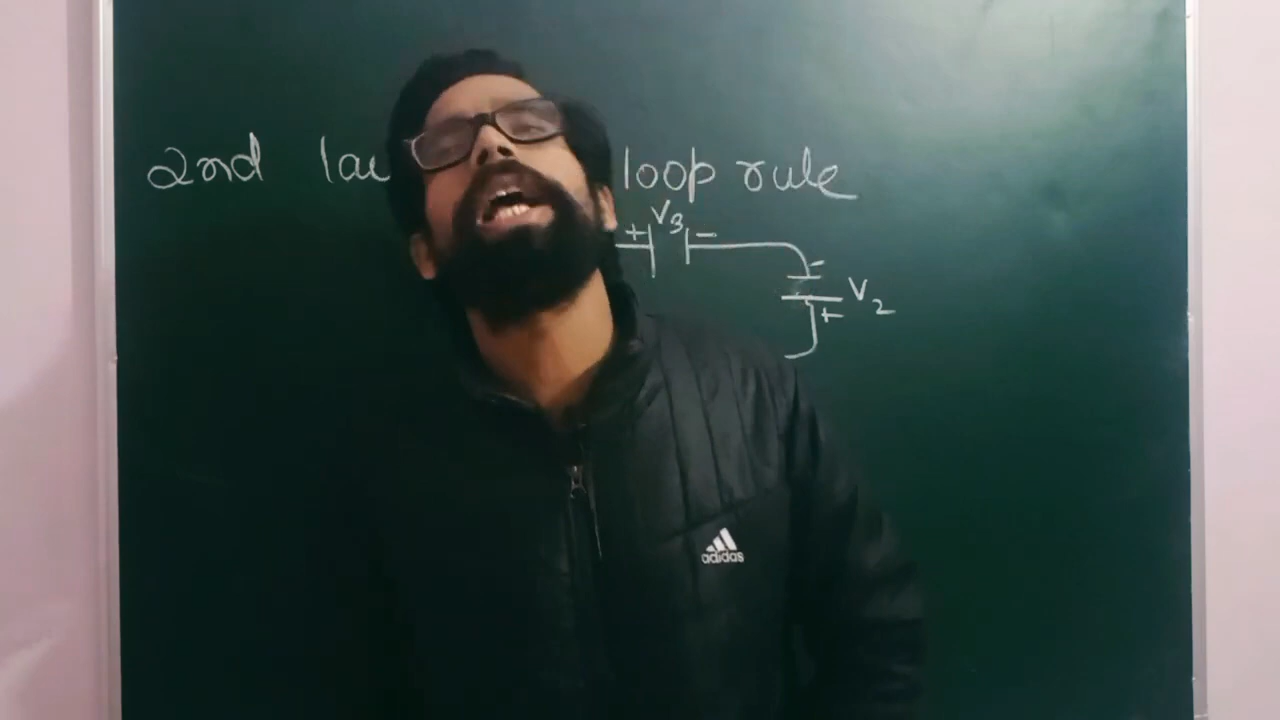 2nd loop rule
+ V3 -
-
V2
+
adidas